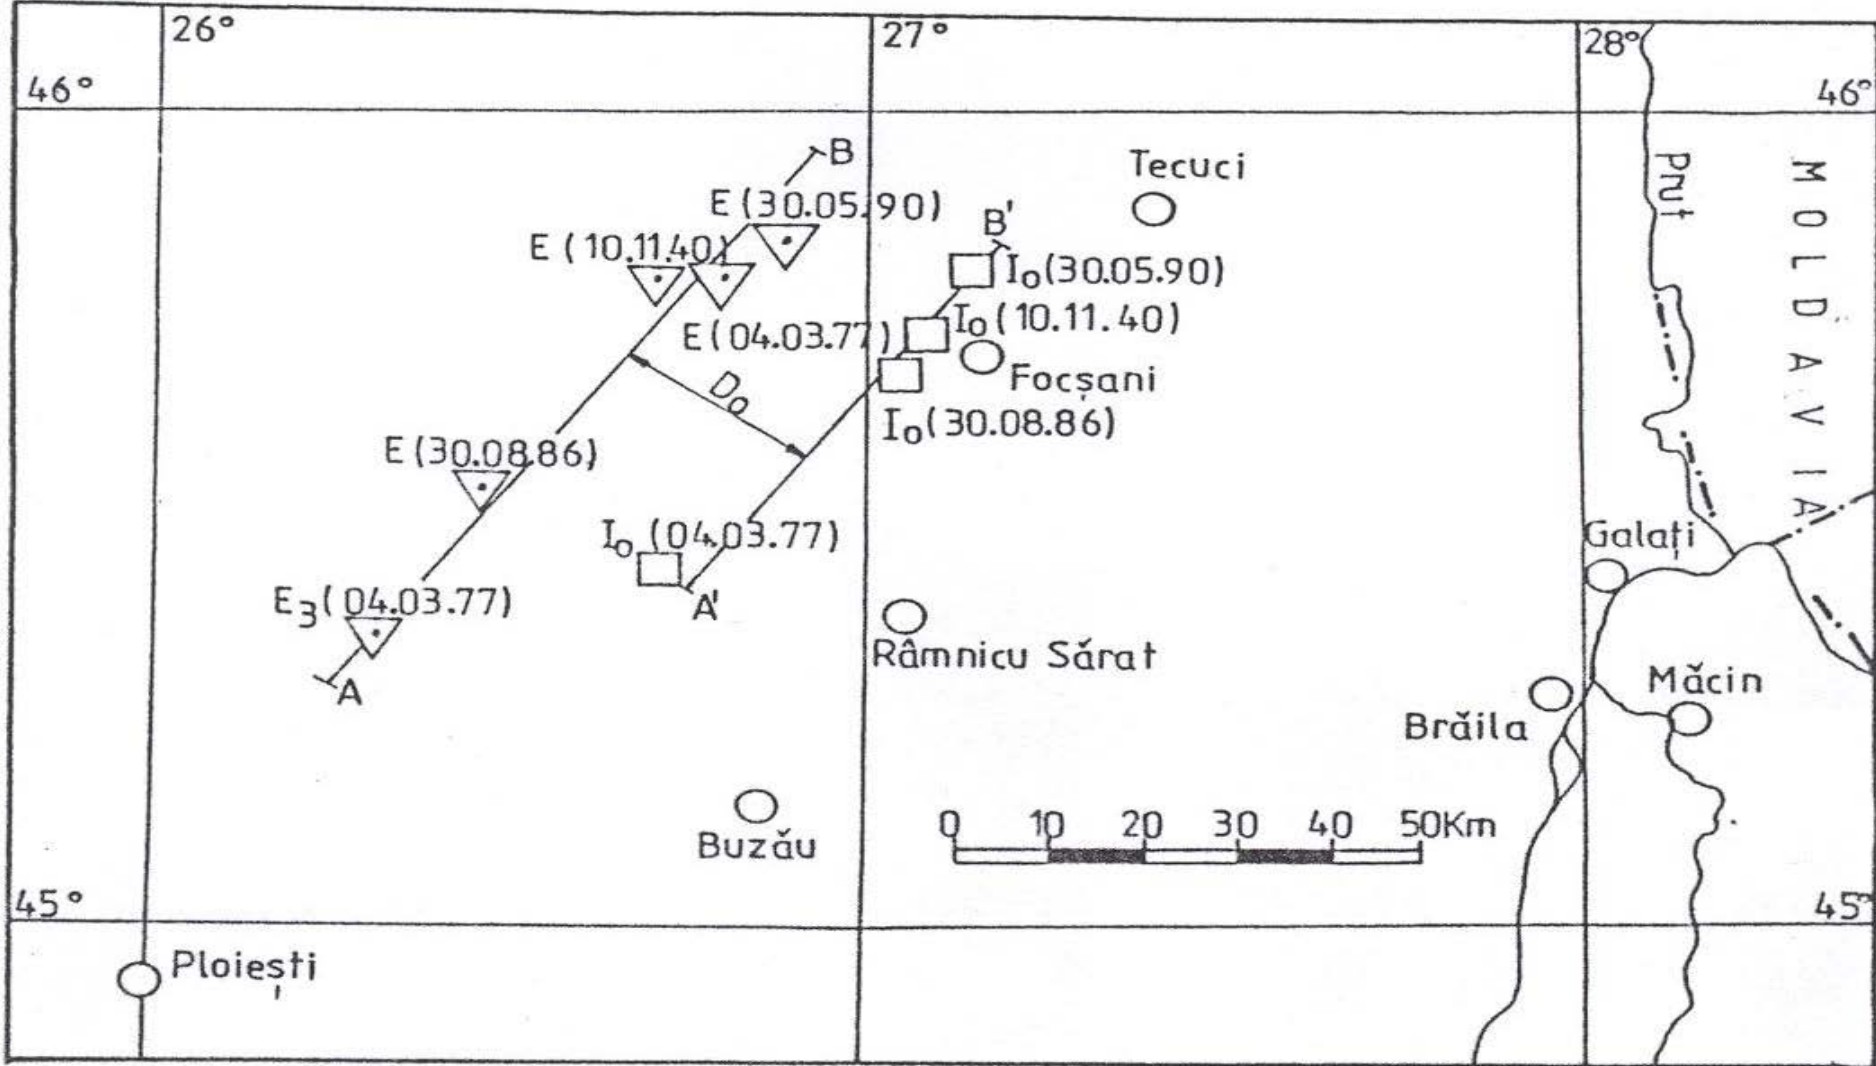 26°
27°
28°
46°
46°
B
Tecuci
Prut
MOLDAVIA
E (30.05.90)
B'
E (10.11.40)
I₀(30.05.90)
I₀(10.11.40)
E (04.03.77)
Focșani
D₀
I₀(30.08.86)
E (30.08.86)
I₀ (04.03.77)
Galați
E₃(04.03.77)
A'
Râmnicu Sărat
A
Măcin
Brăila
0 10 20 30 40 50Km
Buzău
45°
45°
Ploiești